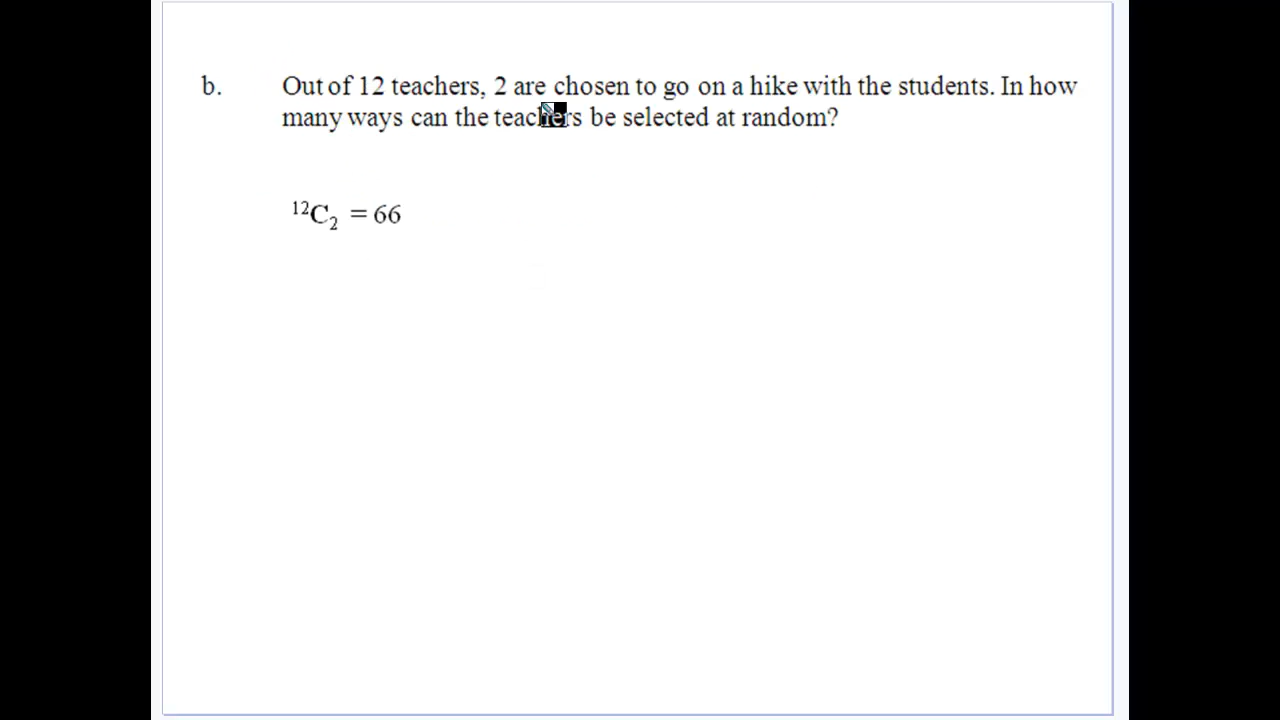 b. Out of 12 teachers, 2 are chosen to go on a hike with the students. In how
many ways can the teachers be selected at random?
¹²C₂ = 66